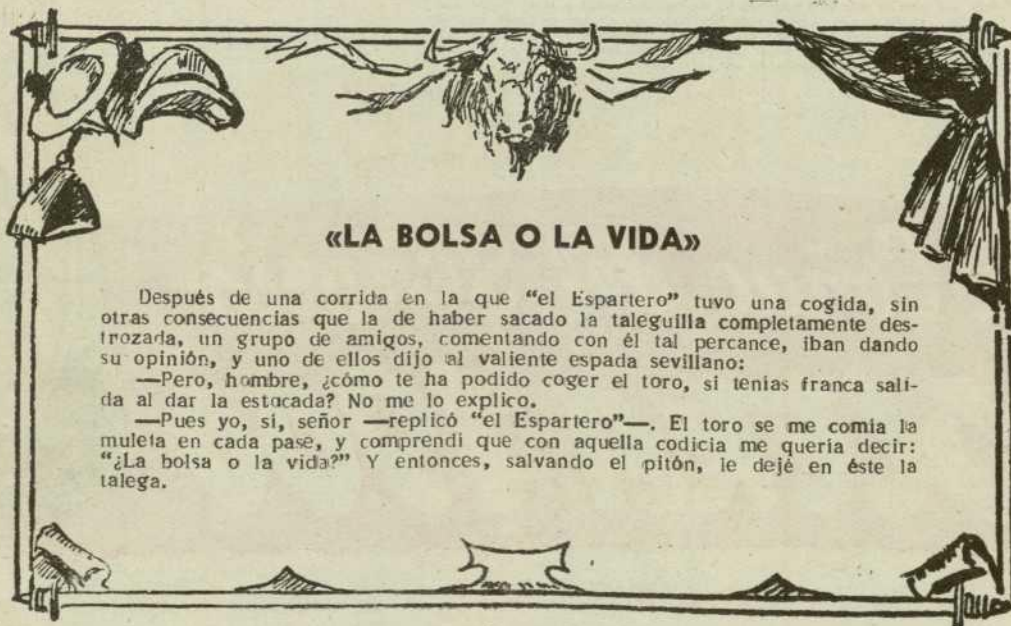 «LA BOLSA O LA VIDA»
Después de una corrida en la que "el Espartero" tuvo una cogida, sin
otras consecuencias que la de haber sacado la taleguilla completamente des-
trozada, un grupo de amigos, comentando con él tal percance, iban dando
su opinión, y uno de ellos dijo al valiente espada sevillano:
—Pero, hombre, ¿cómo te ha podido coger el toro, si tenías franca sali-
da al dar la estocada? No me lo explico.
—Pues yo, si, señor —replicó "el Espartero"—. El toro se me comia la
muleta en cada pase, y comprendi que con aquella codicia me quería decir:
"¿La bolsa o la vida?" Y entonces, salvando el pitón, le dejé en éste la
talega.